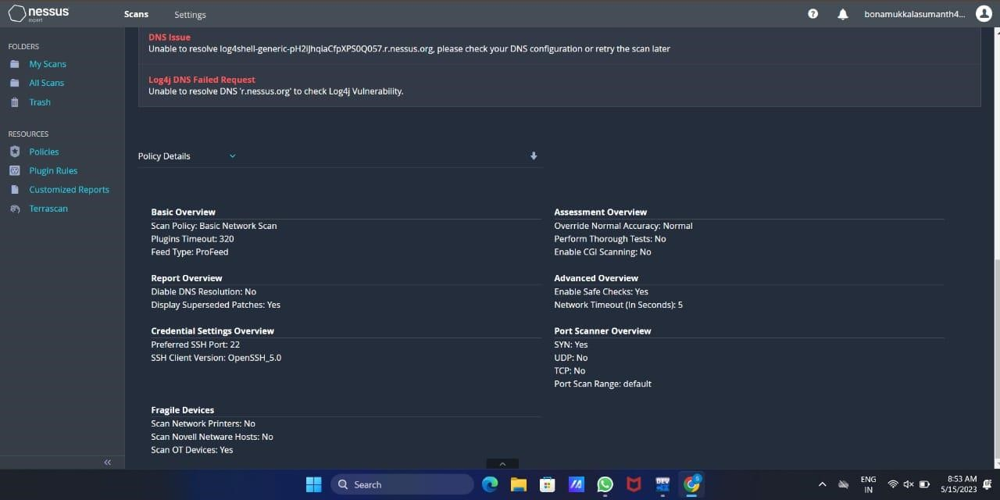 nessus
expert
Scans
Settings
bonamukkalasumanth4...
FOLDERS
My Scans
All Scans
Trash
RESOURCES
Policies
Plugin Rules
Customized Reports
Terrascan
DNS Issue
Unable to resolve log4shell-generic-pH2iJhqiaCfpXPS0Q057.r.nessus.org, please check your DNS configuration or retry the scan later
Log4j DNS Failed Request
Unable to resolve DNS 'r.nessus.org' to check Log4j Vulnerability.
Policy Details
Basic Overview
Scan Policy: Basic Network Scan
Plugins Timeout: 320
Feed Type: ProFeed
Report Overview
Diable DNS Resolution: No
Display Superseded Patches: Yes
Credential Settings Overview
Preferred SSH Port: 22
SSH Client Version: OpenSSH_5.0
Fragile Devices
Scan Network Printers: No
Scan Novell Netware Hosts: No
Scan OT Devices: Yes
Assessment Overview
Override Normal Accuracy: Normal
Perform Thorough Tests: No
Enable CGI Scanning: No
Advanced Overview
Enable Safe Checks: Yes
Network Timeout (In Seconds): 5
Port Scanner Overview
SYN: Yes
UDP: No
TCP: No
Port Scan Range: default
Search
DEV
ENG
IN
8:53 AM
5/15/2023